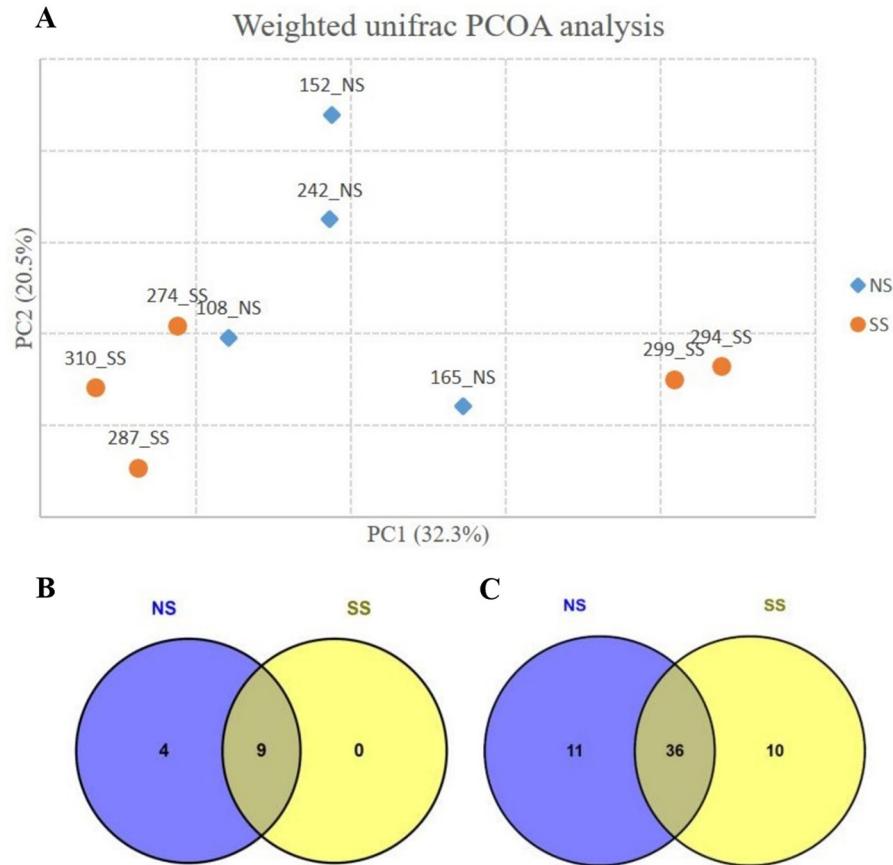 A
Weighted unifrac PCOA analysis
152_NS
242_NS
274_SS
108_NS
310_SS
287_SS
165_NS
299_SS
294_SS
PC2 (20.5%)
PC1 (32.3%)
NS
SS
B
NS
SS
4
9
0
C
NS
SS
11
36
10